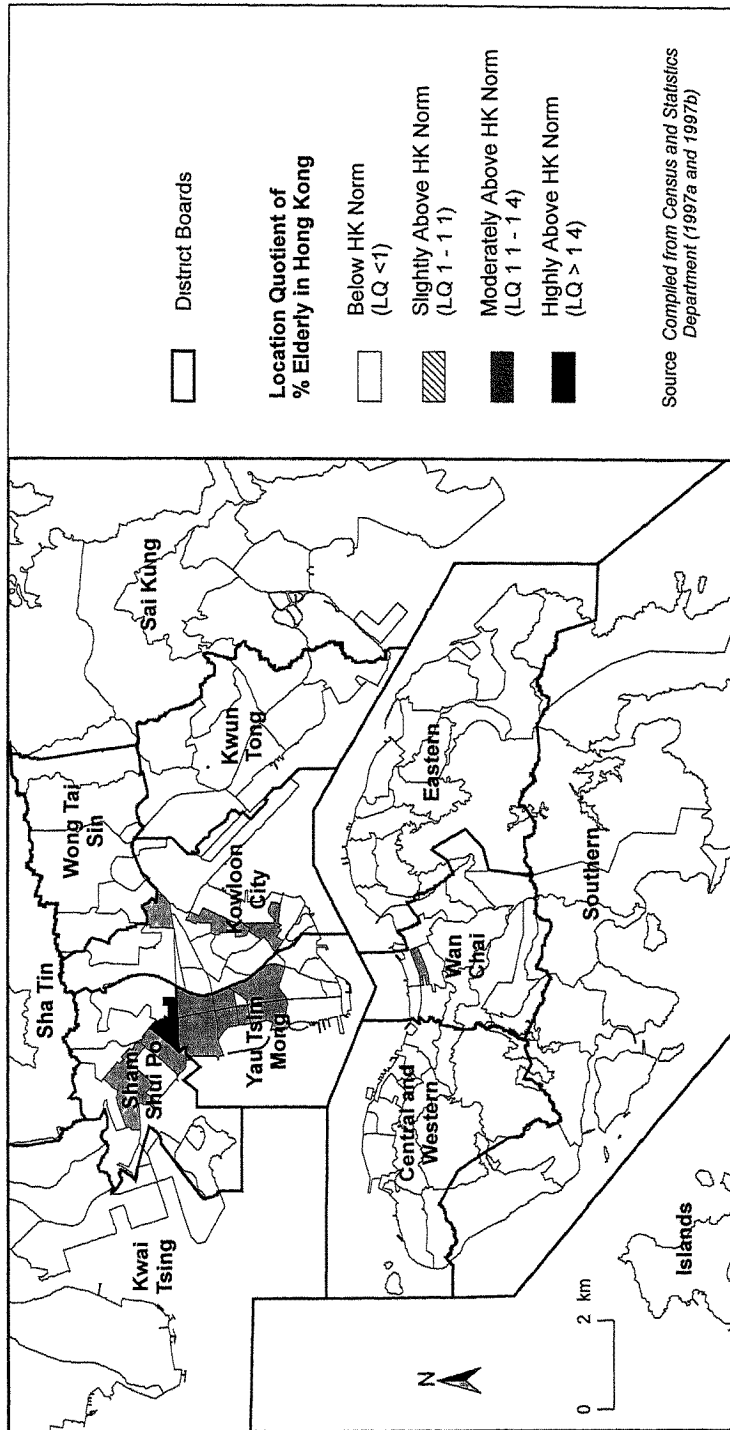 Sha Tin
Wong Tai
Sin
Sai Kung
Kwai
Tsing
Sham
Shui Po
Kwun
Tong
Kowloon
City
Yau Tsim
Mong
Eastern
Central and
Western
Wan
Chai
Southern
Islands
N
0 2 km
District Boards
Location Quotient of
% Elderly in Hong Kong
Below HK Norm
(LQ <1)
Slightly Above HK Norm
(LQ 1 - 1 1)
Moderately Above HK Norm
(LQ 1 1 - 1 4)
Highly Above HK Norm
(LQ > 1 4)
Source Compiled from Census and Statistics
Department (1997a and 1997b)